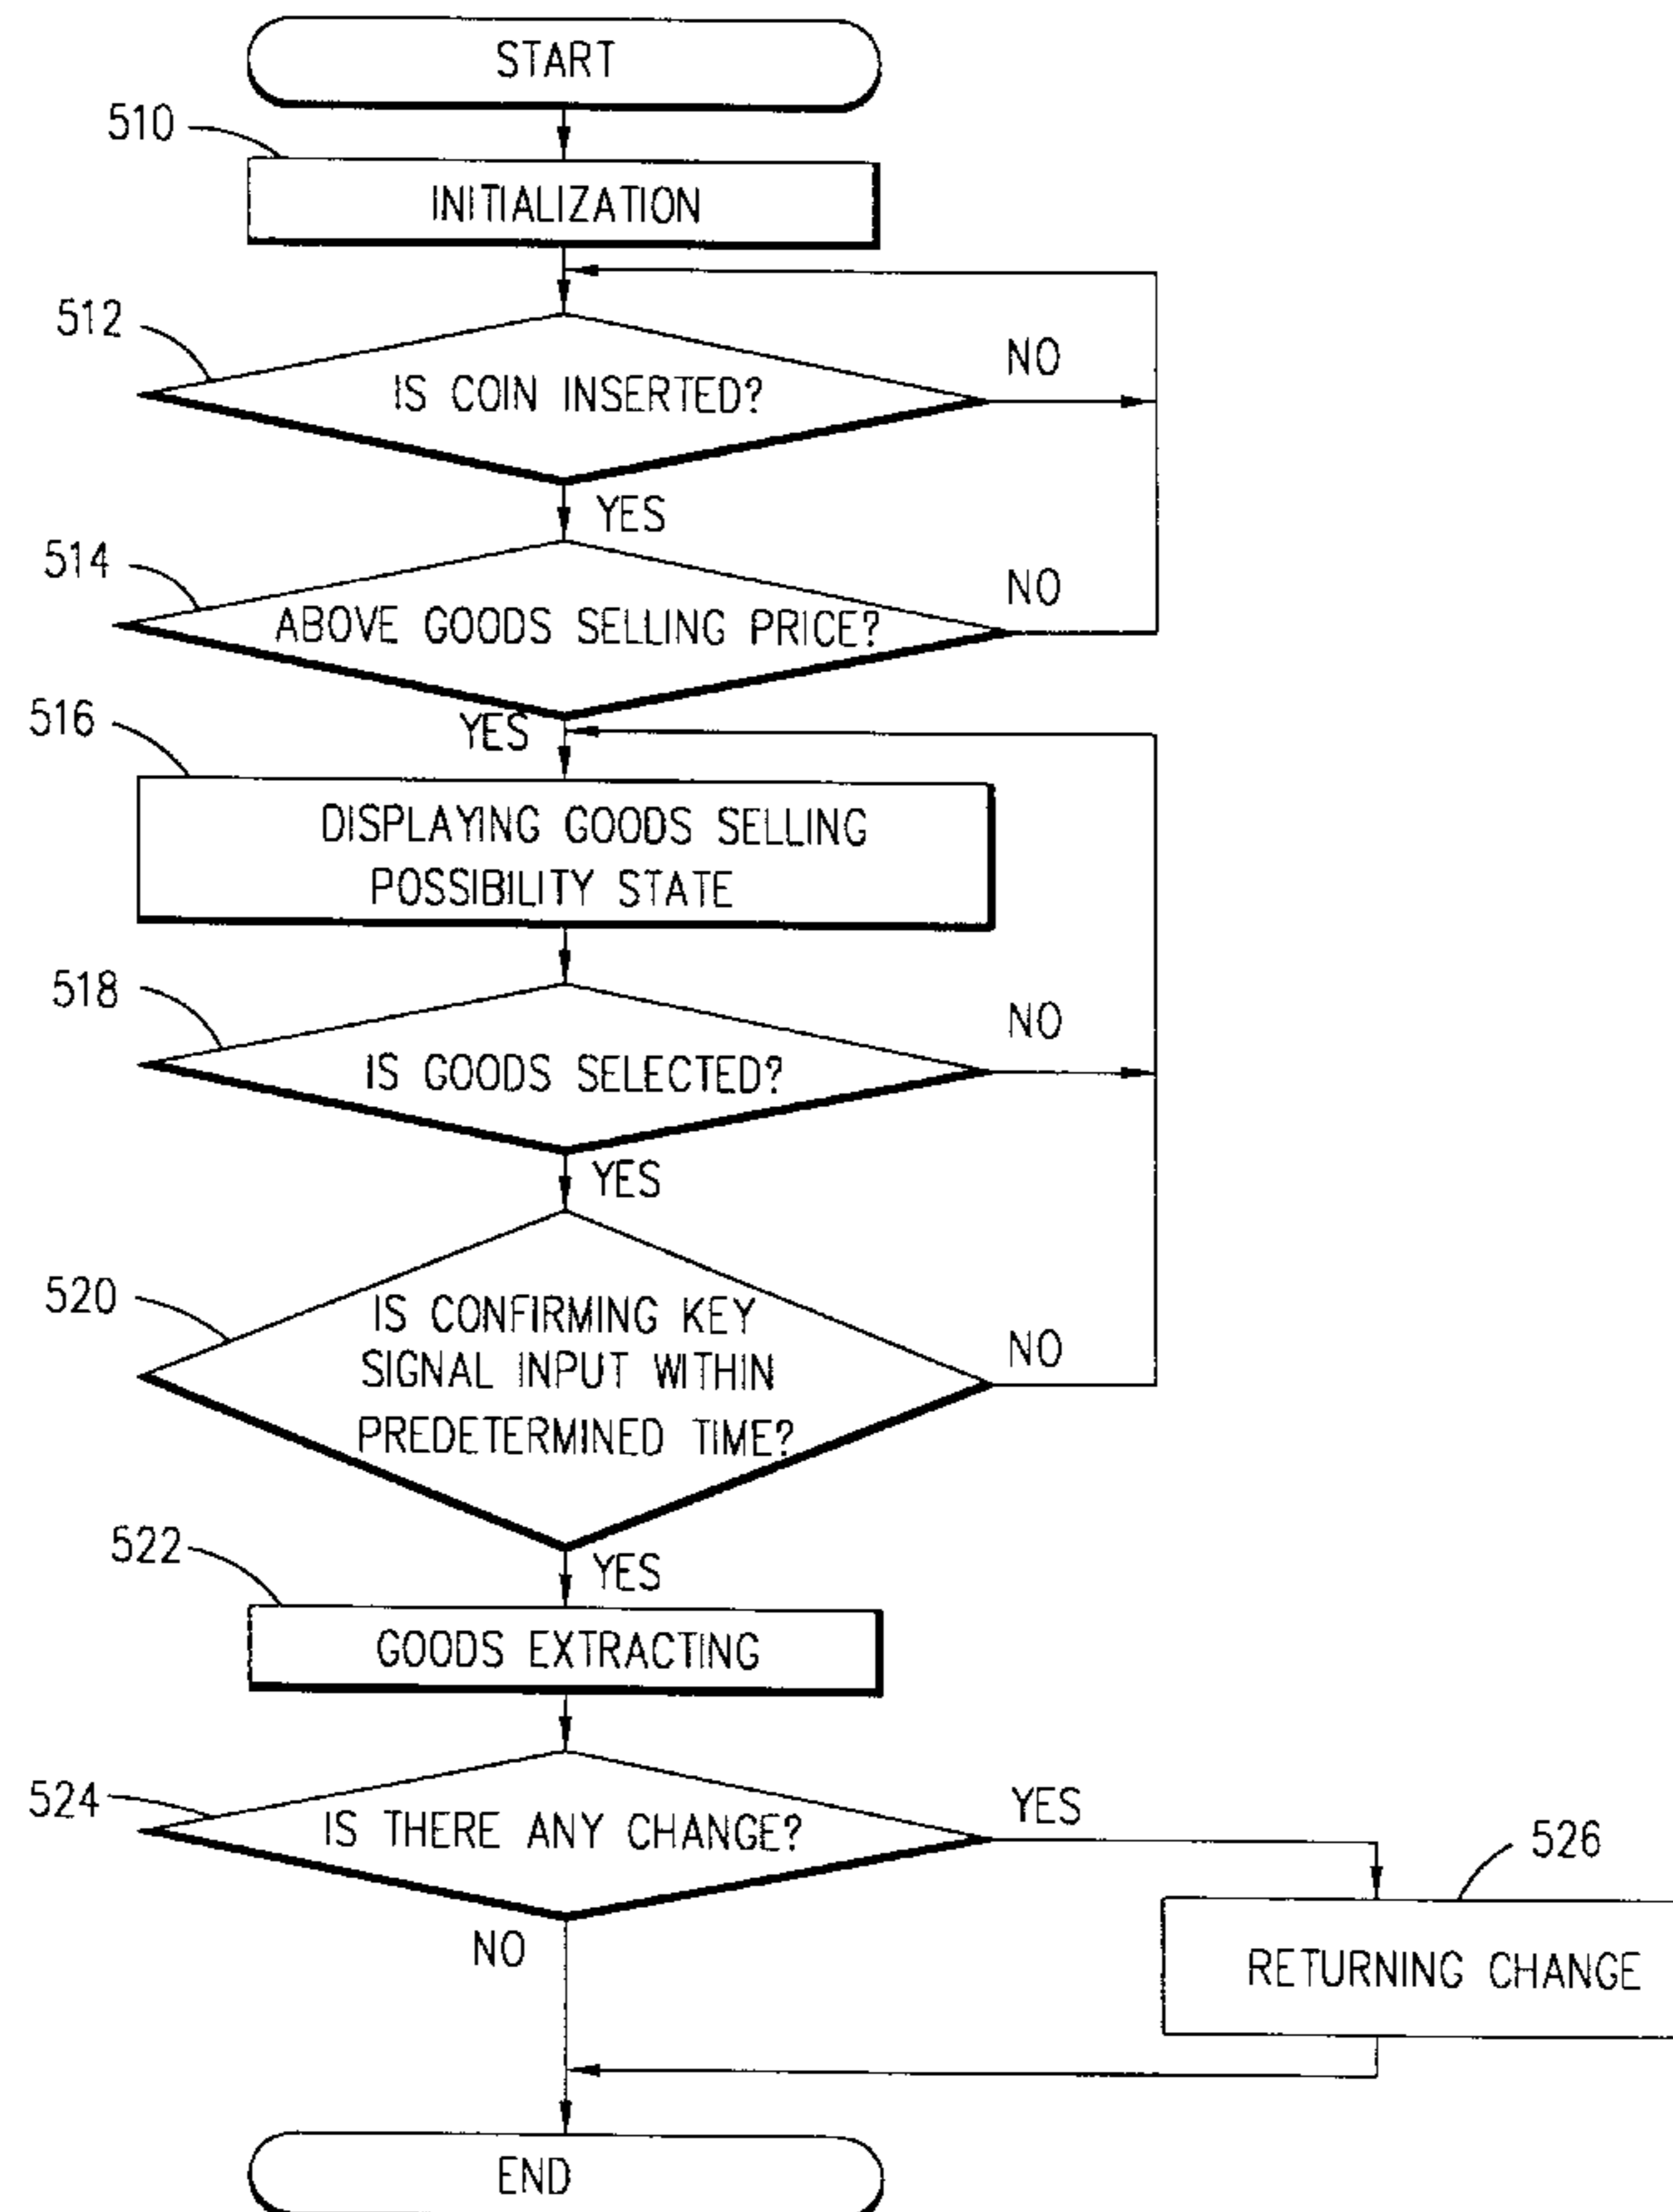 START
510
INITIALIZATION
512
IS COIN INSERTED?
NO
YES
514
ABOVE GOODS SELLING PRICE?
NO
YES
516
DISPLAYING GOODS SELLING
POSSIBILITY STATE
518
IS GOODS SELECTED?
NO
YES
520
IS CONFIRMING KEY
SIGNAL INPUT WITHIN
PREDETERMINED TIME?
NO
YES
522
GOODS EXTRACTING
524
IS THERE ANY CHANGE?
YES
526
RETURNING CHANGE
NO
END